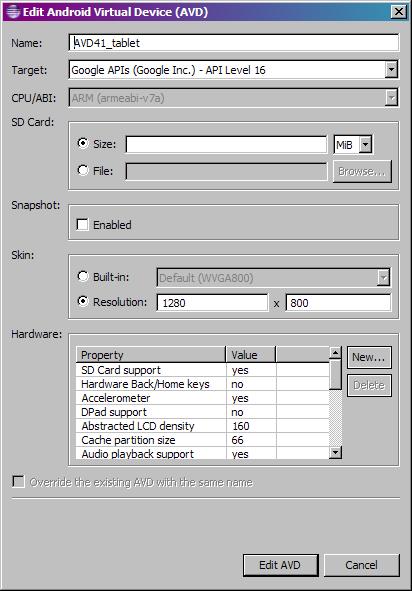 Edit Android Virtual Device (AVD)
Name: AVD41_tablet
Target: Google APIs (Google Inc.) - API Level 16
CPU/ABI: ARM (armeabi-v7a)
SD Card:
Size: MiB
File: Browse...
Snapshot:
Enabled
Skin:
Built-in: Default (WVGA800)
Resolution: 1280 x 800
Hardware:
Property Value New...
SD Card support yes
Hardware Back/Home keys no Delete
Accelerometer yes
DPad support no
Abstracted LCD density 160
Cache partition size 66
Audio playback support yes
Override the existing AVD with the same name
Edit AVD Cancel